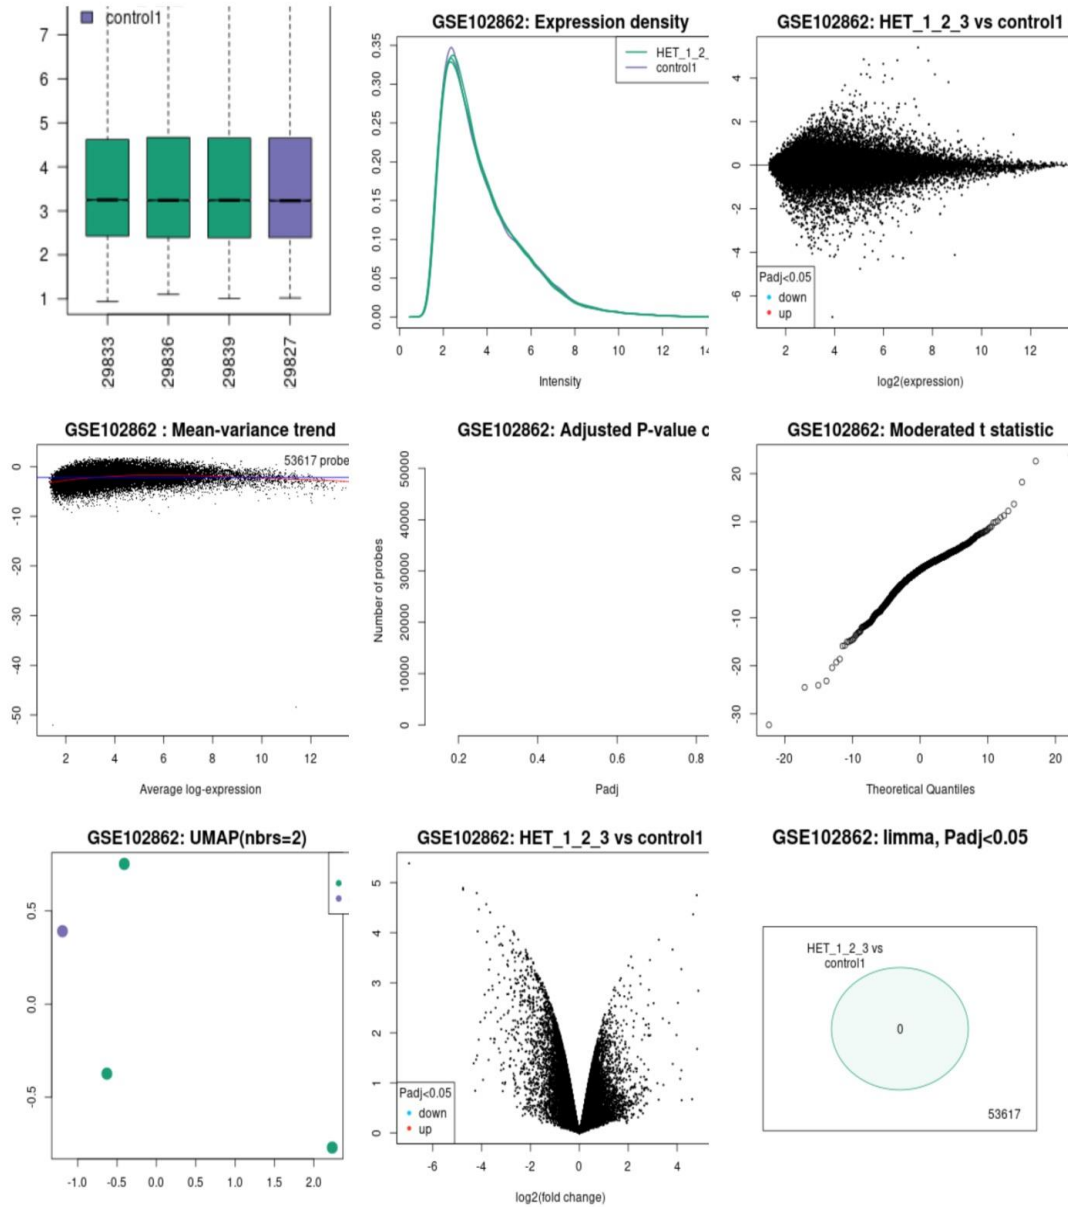 control1
7
6
5
4
3
2
1
29833
29836
29839
29827
GSE102862: Expression density
HET_1_2_
control1
0.35
0.30
0.25
0.20
0.15
0.10
0.05
0.00
0 2 4 6 8 10 12 14
Intensity
GSE102862: HET_1_2_3 vs control1
4
2
0
-2
-4
-6
Padj<0.05
down
up
2 4 6 8 10 12
log2(expression)
GSE102862 : Mean-variance trend
53617 probe
0
-10
-20
-30
-40
-50
2 4 6 8 10 12
Average log-expression
GSE102862: Adjusted P-value c
Number of probes
50000
40000
30000
20000
10000
0
0.2 0.4 0.6 0.8
Padj
GSE102862: Moderated t statistic
20
10
0
-10
-20
-30
-20 -10 0 10 20
Theoretical Quantiles
GSE102862: UMAP(nbrs=2)
0.5
0.0
-0.5
-1.0 -0.5 0.0 0.5 1.0 1.5 2.0
GSE102862: HET_1_2_3 vs control1
5
4
3
2
1
0
Padj<0.05
down
up
-6 -4 -2 0 2 4
log2(fold change)
GSE102862: limma, Padj<0.05
HET_1_2_3 vs
control1
0
53617